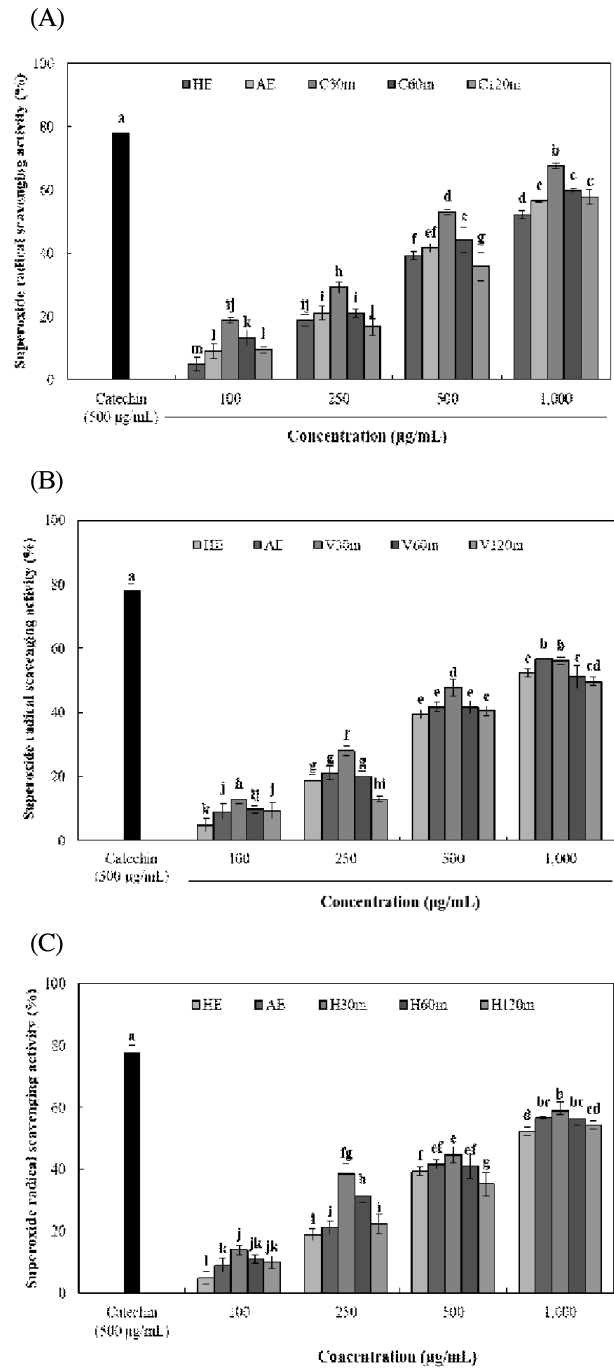 (A)
Superoxide radical scavenging activity (%)
100
80
60
40
20
0
HE AE C30m C60m C120m
a
m l ij k l
ij i h i j
f ef d e g
d c b c c
Catechin
(500 µg/mL)
100 250 500 1,000
Concentration (µg/mL)
(B)
Superoxide radical scavenging activity (%)
100
80
60
40
20
0
HE AE V30m V60m V120m
a
k j h ij j
g g f g hi
e e d e e
c b b c cd
Catechin
(500 µg/mL)
100 250 500 1,000
Concentration (µg/mL)
(C)
Superoxide radical scavenging activity (%)
100
80
60
40
20
0
HE AE H30m H60m H120m
a
l k j jk jk
i i fg h i
f ef e ef g
d bc b bc cd
Catechin
(500 µg/mL)
100 250 500 1,000
Concentration (µg/mL)